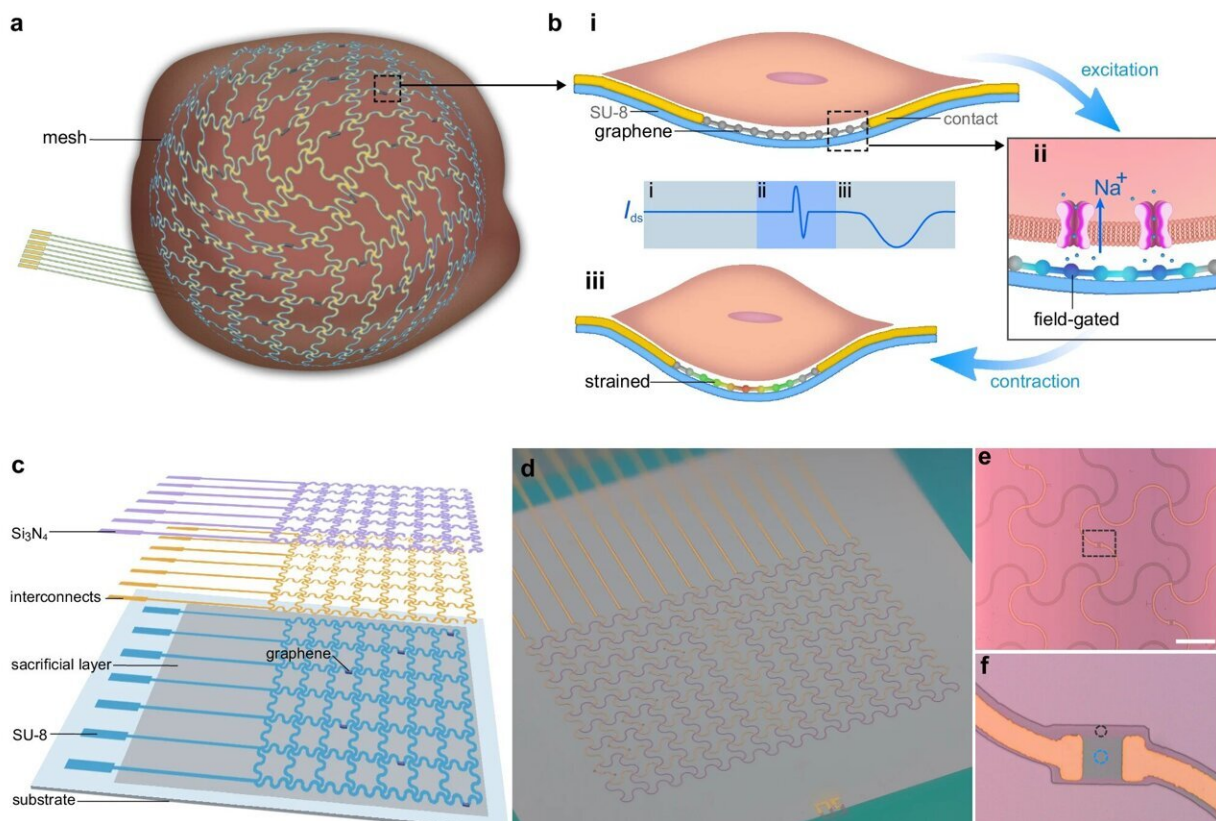 a
mesh
b
i
SU-8
graphene
contact
excitation
ii
Na+
field-gated
i
ii
iii
Ids
iii
strained
contraction
c
Si₃N₄
interconnects
sacrificial layer
graphene
SU-8
substrate
d
e
f